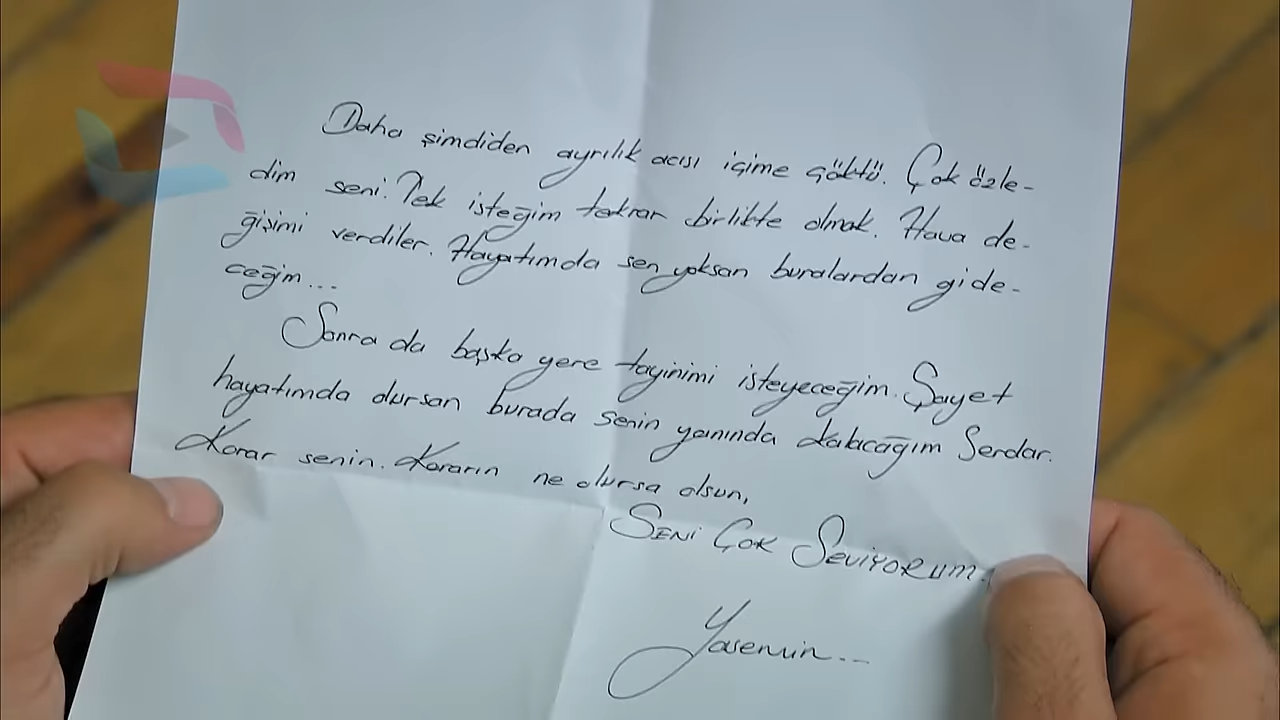 Daha şimdiden ayrılık acısı içime çöktü. Çok özle-
dim seni. Tek isteğim tekrar birlikte olmak. Hava de-
ğişimi verdiler. Hayatımda sen yoksan buralardan gide-
ceğim...
Sonra da başka yere tayinimi isteyeceğim. Şayet
hayatımda olursan burada senin yanında kalacağım Serdar.
Karar senin. Kararın ne olursa olsun,
SENİ ÇOK SEVİYORUM.
Yasemin...